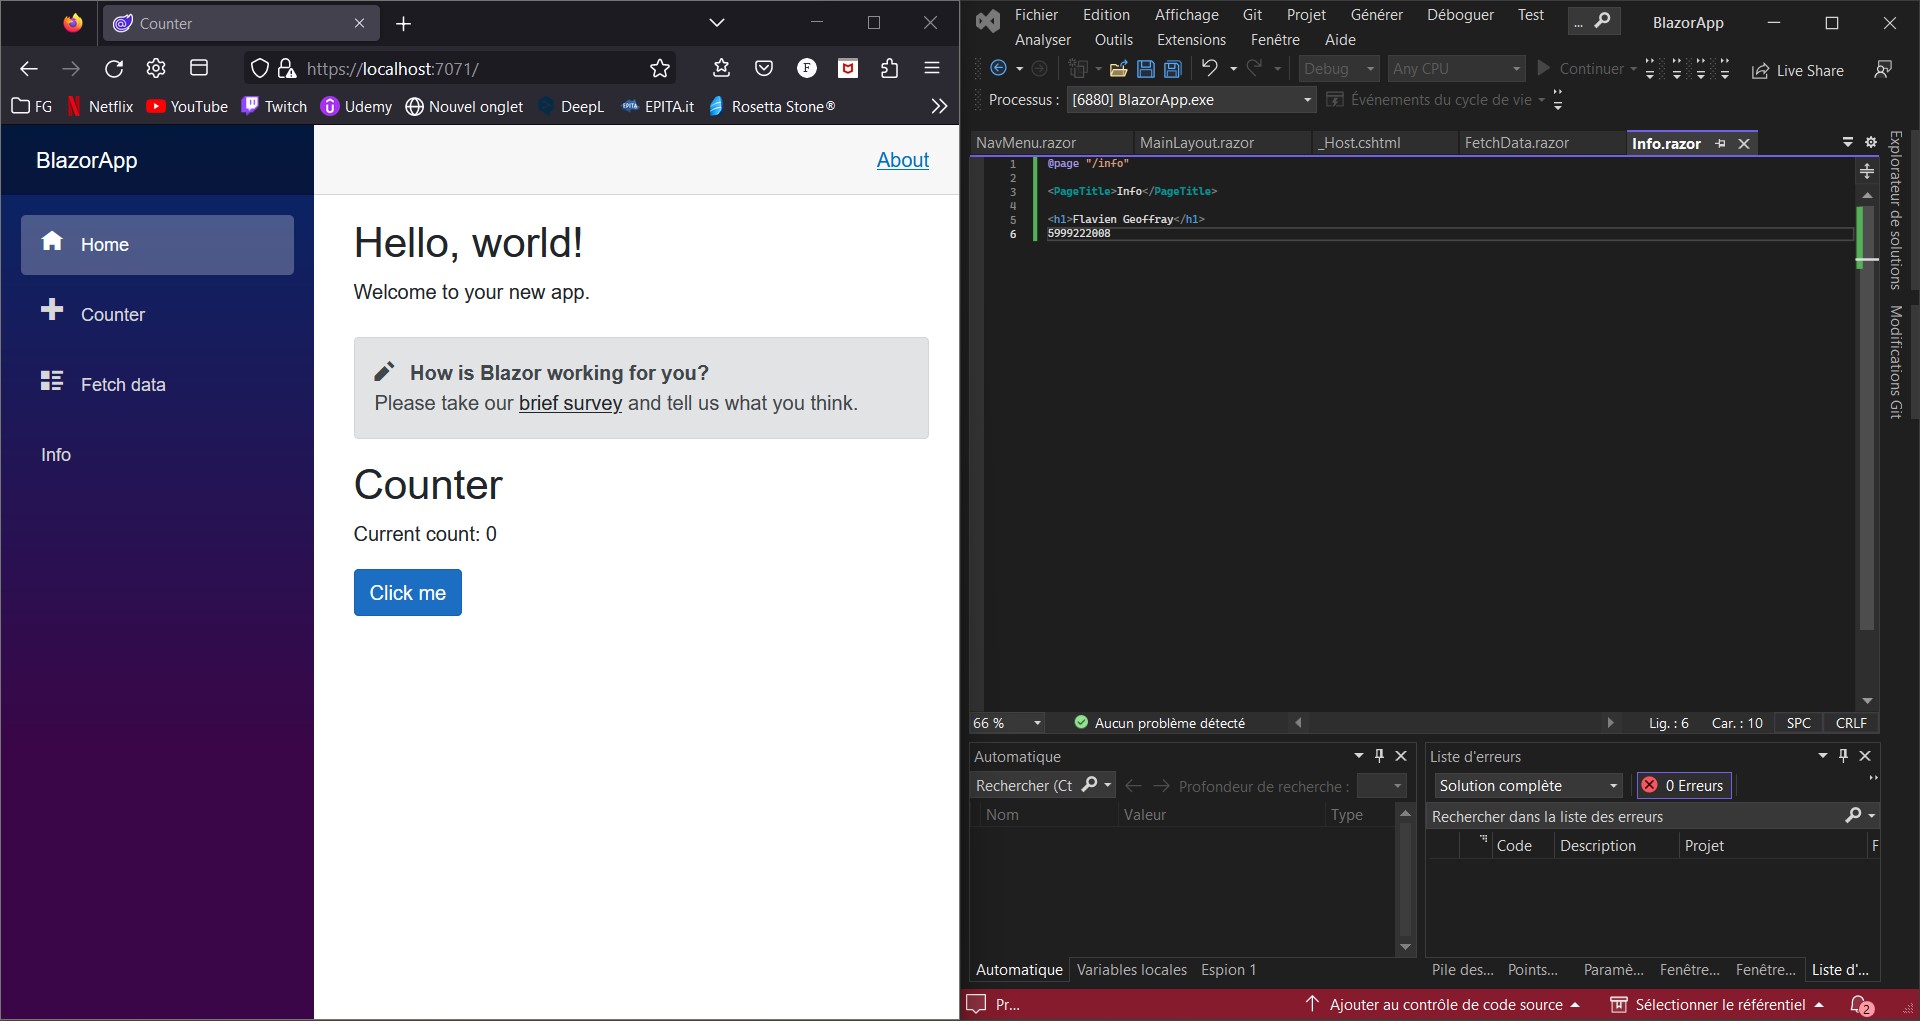 Counter
https://localhost:7071/
FG
Netflix
YouTube
Twitch
Udemy
Nouvel onglet
DeepL
EPITA.it
Rosetta Stone®
BlazorApp
About
Home
Counter
Fetch data
Info
Hello, world!
Welcome to your new app.
How is Blazor working for you?
Please take our brief survey and tell us what you think.
Counter
Current count: 0
Click me
Fichier Edition Affichage Git Projet Générer Déboguer Test
... BlazorApp
Analyser Outils Extensions Fenêtre Aide
Debug Any CPU Continuer Live Share
Processus : [6880] BlazorApp.exe Événements du cycle de vie
NavMenu.razor MainLayout.razor _Host.cshtml FetchData.razor Info.razor
1 @page "/info"
2
3 <PageTitle>Info</PageTitle>
4
5 <h1>Flavien Geoffray</h1>
6 5999222008
Explorateur de solutions
Modifications Git
66 % Aucun problème détecté Lig. : 6 Car. : 10 SPC CRLF
Automatique
Rechercher (Ct Profondeur de recherche :
Nom Valeur Type
Automatique Variables locales Espion 1
Liste d'erreurs
Solution complète 0 Erreurs
Rechercher dans la liste des erreurs
Code Description Projet F
Pile des... Points... Paramè... Fenêtre... Fenêtre... Liste d'...
Pr... Ajouter au contrôle de code source Sélectionner le référentiel 2